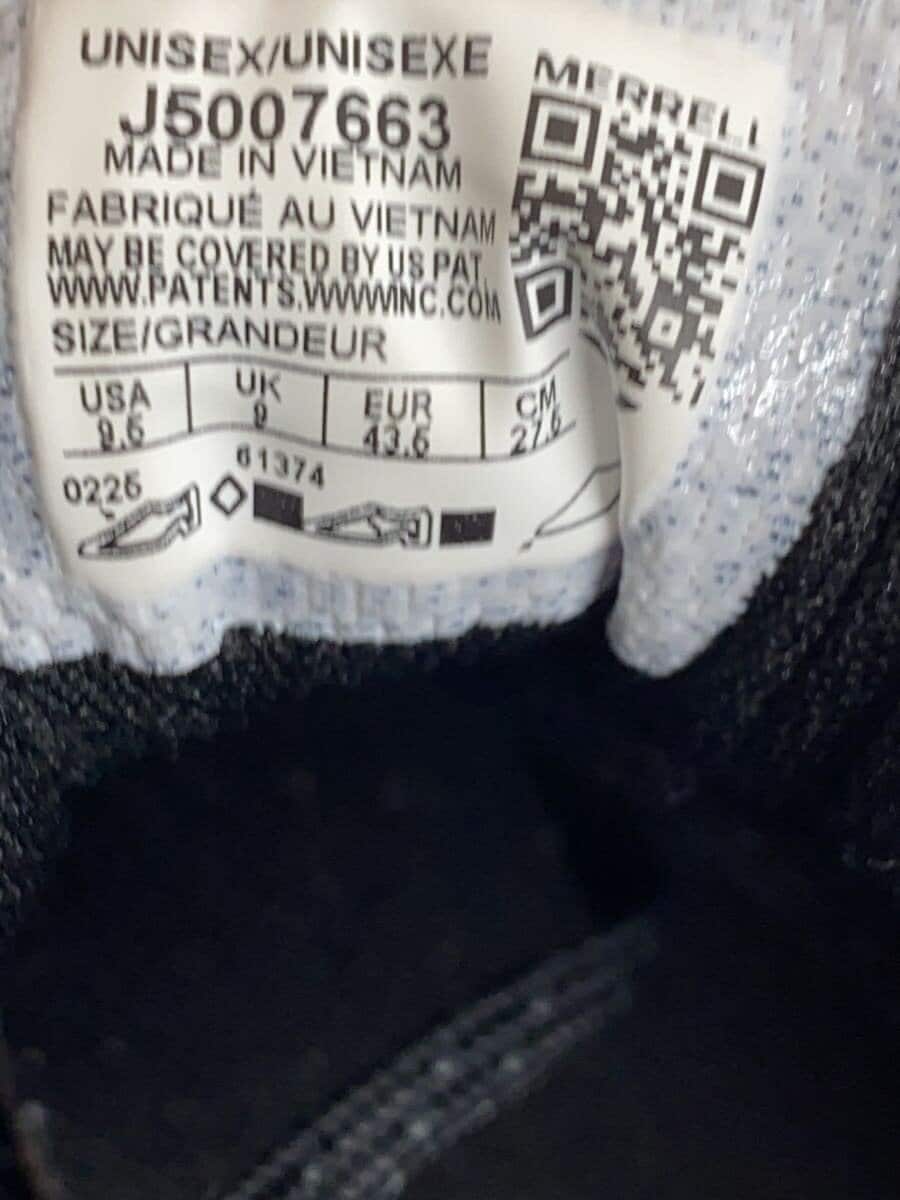 UNISEX/UNISEXE
J5007663
MADE IN VIETNAM
FABRIQUÉ AU VIETNAM
MAY BE COVERED BY US PAT.
WWW.PATENTS.WWWINC.COM
SIZE/GRANDEUR
USA UK EUR CM
9.5 9 43.5 27.5
0225 61374
MERRELL